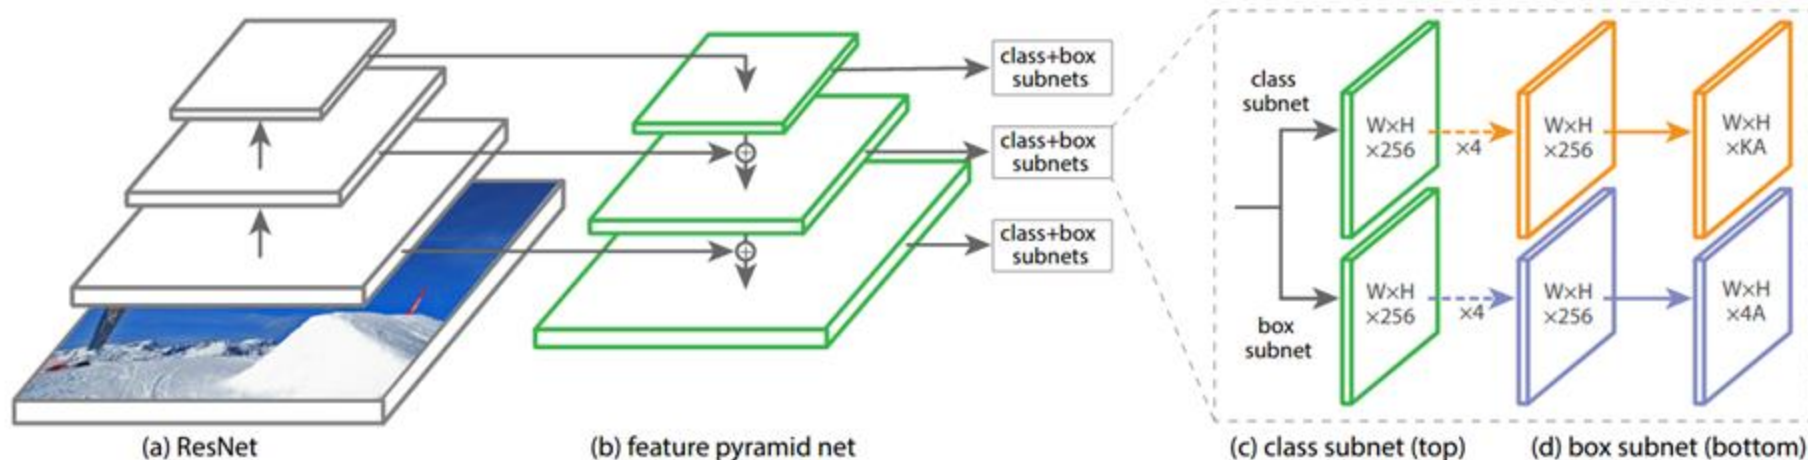 class+box
subnets
class+box
subnets
class+box
subnets
class
subnet
W×H
×256
×4
W×H
×256
W×H
×KA
box
subnet
W×H
×256
×4
W×H
×256
W×H
×4A
(a) ResNet
(b) feature pyramid net
(c) class subnet (top)
(d) box subnet (bottom)